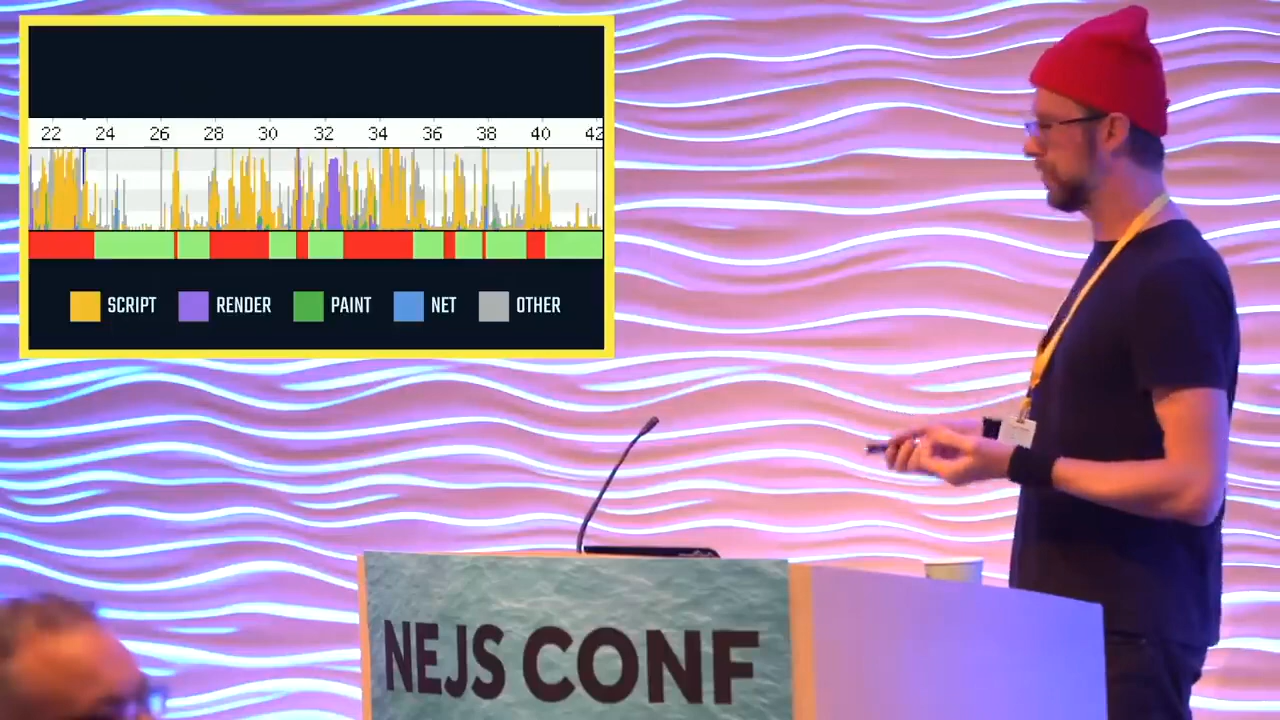 22 24 26 28 30 32 34 36 38 40 42
SCRIPT RENDER PAINT NET OTHER
NEJS CONF